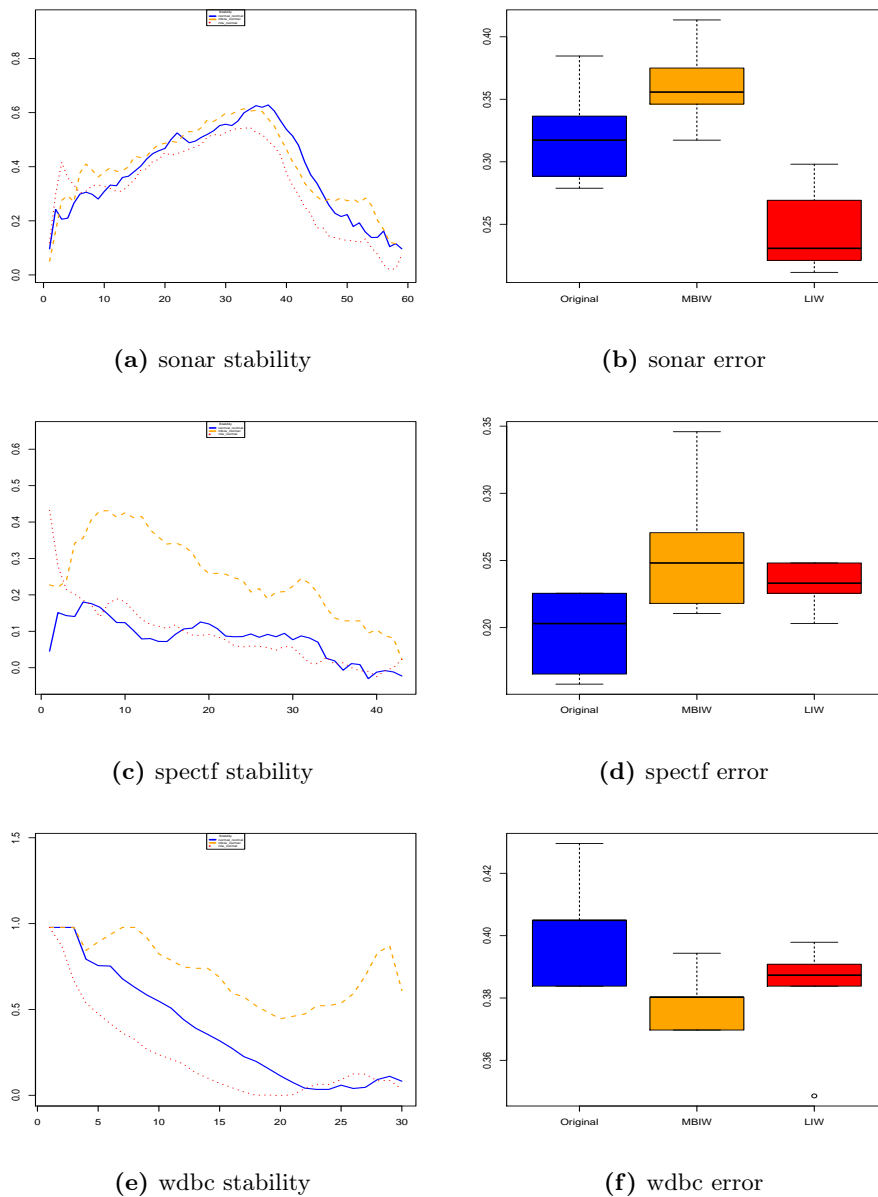 0.0 0.2 0.4 0.6 0.8
0 10 20 30 40 50 60
0.25 0.30 0.35 0.40
Original MBIW LIW
(a) sonar stability
(b) sonar error
0.0 0.1 0.2 0.3 0.4 0.5 0.6
0 10 20 30 40
0.20 0.25 0.30 0.35
Original MBIW LIW
(c) spectf stability
(d) spectf error
0.0 0.5 1.0 1.5
0 5 10 15 20 25 30
0.36 0.38 0.40 0.42
Original MBIW LIW
(e) wdbc stability
(f) wdbc error